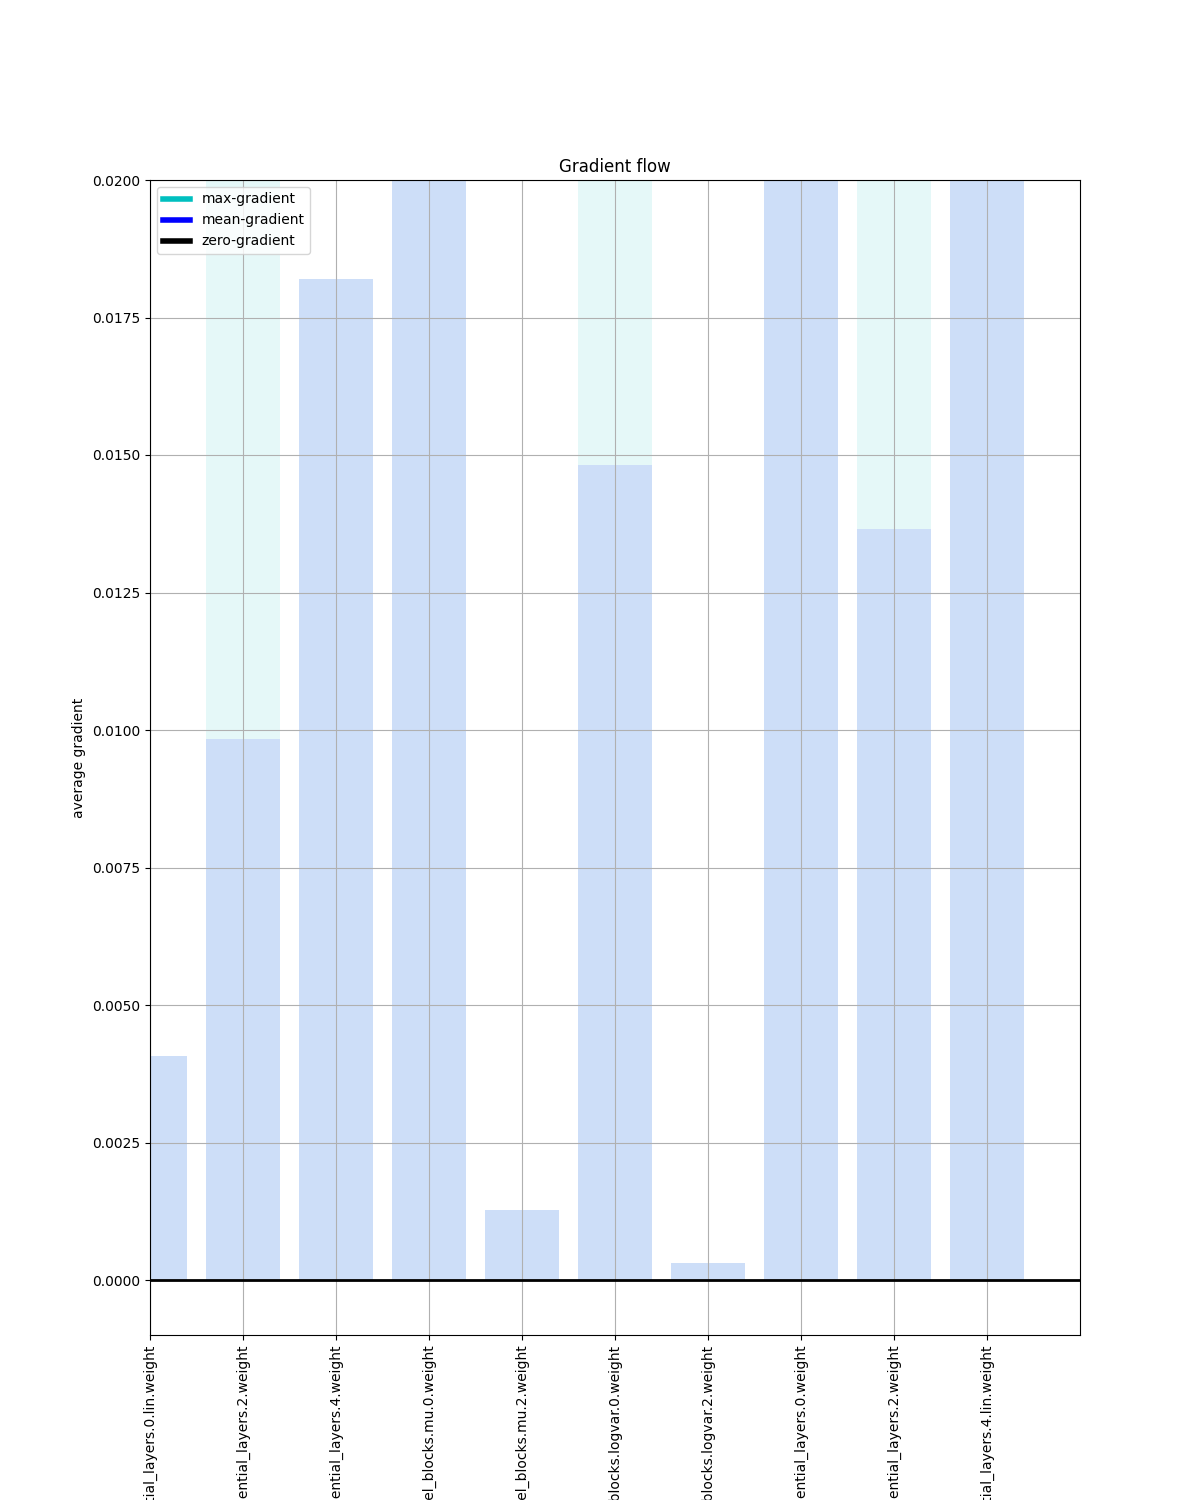 Gradient flow
max-gradient
mean-gradient
zero-gradient
average gradient
0.0200
0.0175
0.0150
0.0125
0.0100
0.0075
0.0050
0.0025
0.0000
tial_layers.0.lin.weight
ential_layers.2.weight
ential_layers.4.weight
el_blocks.mu.0.weight
el_blocks.mu.2.weight
blocks.logvar.0.weight
blocks.logvar.2.weight
ential_layers.0.weight
ential_layers.2.weight
tial_layers.4.lin.weight